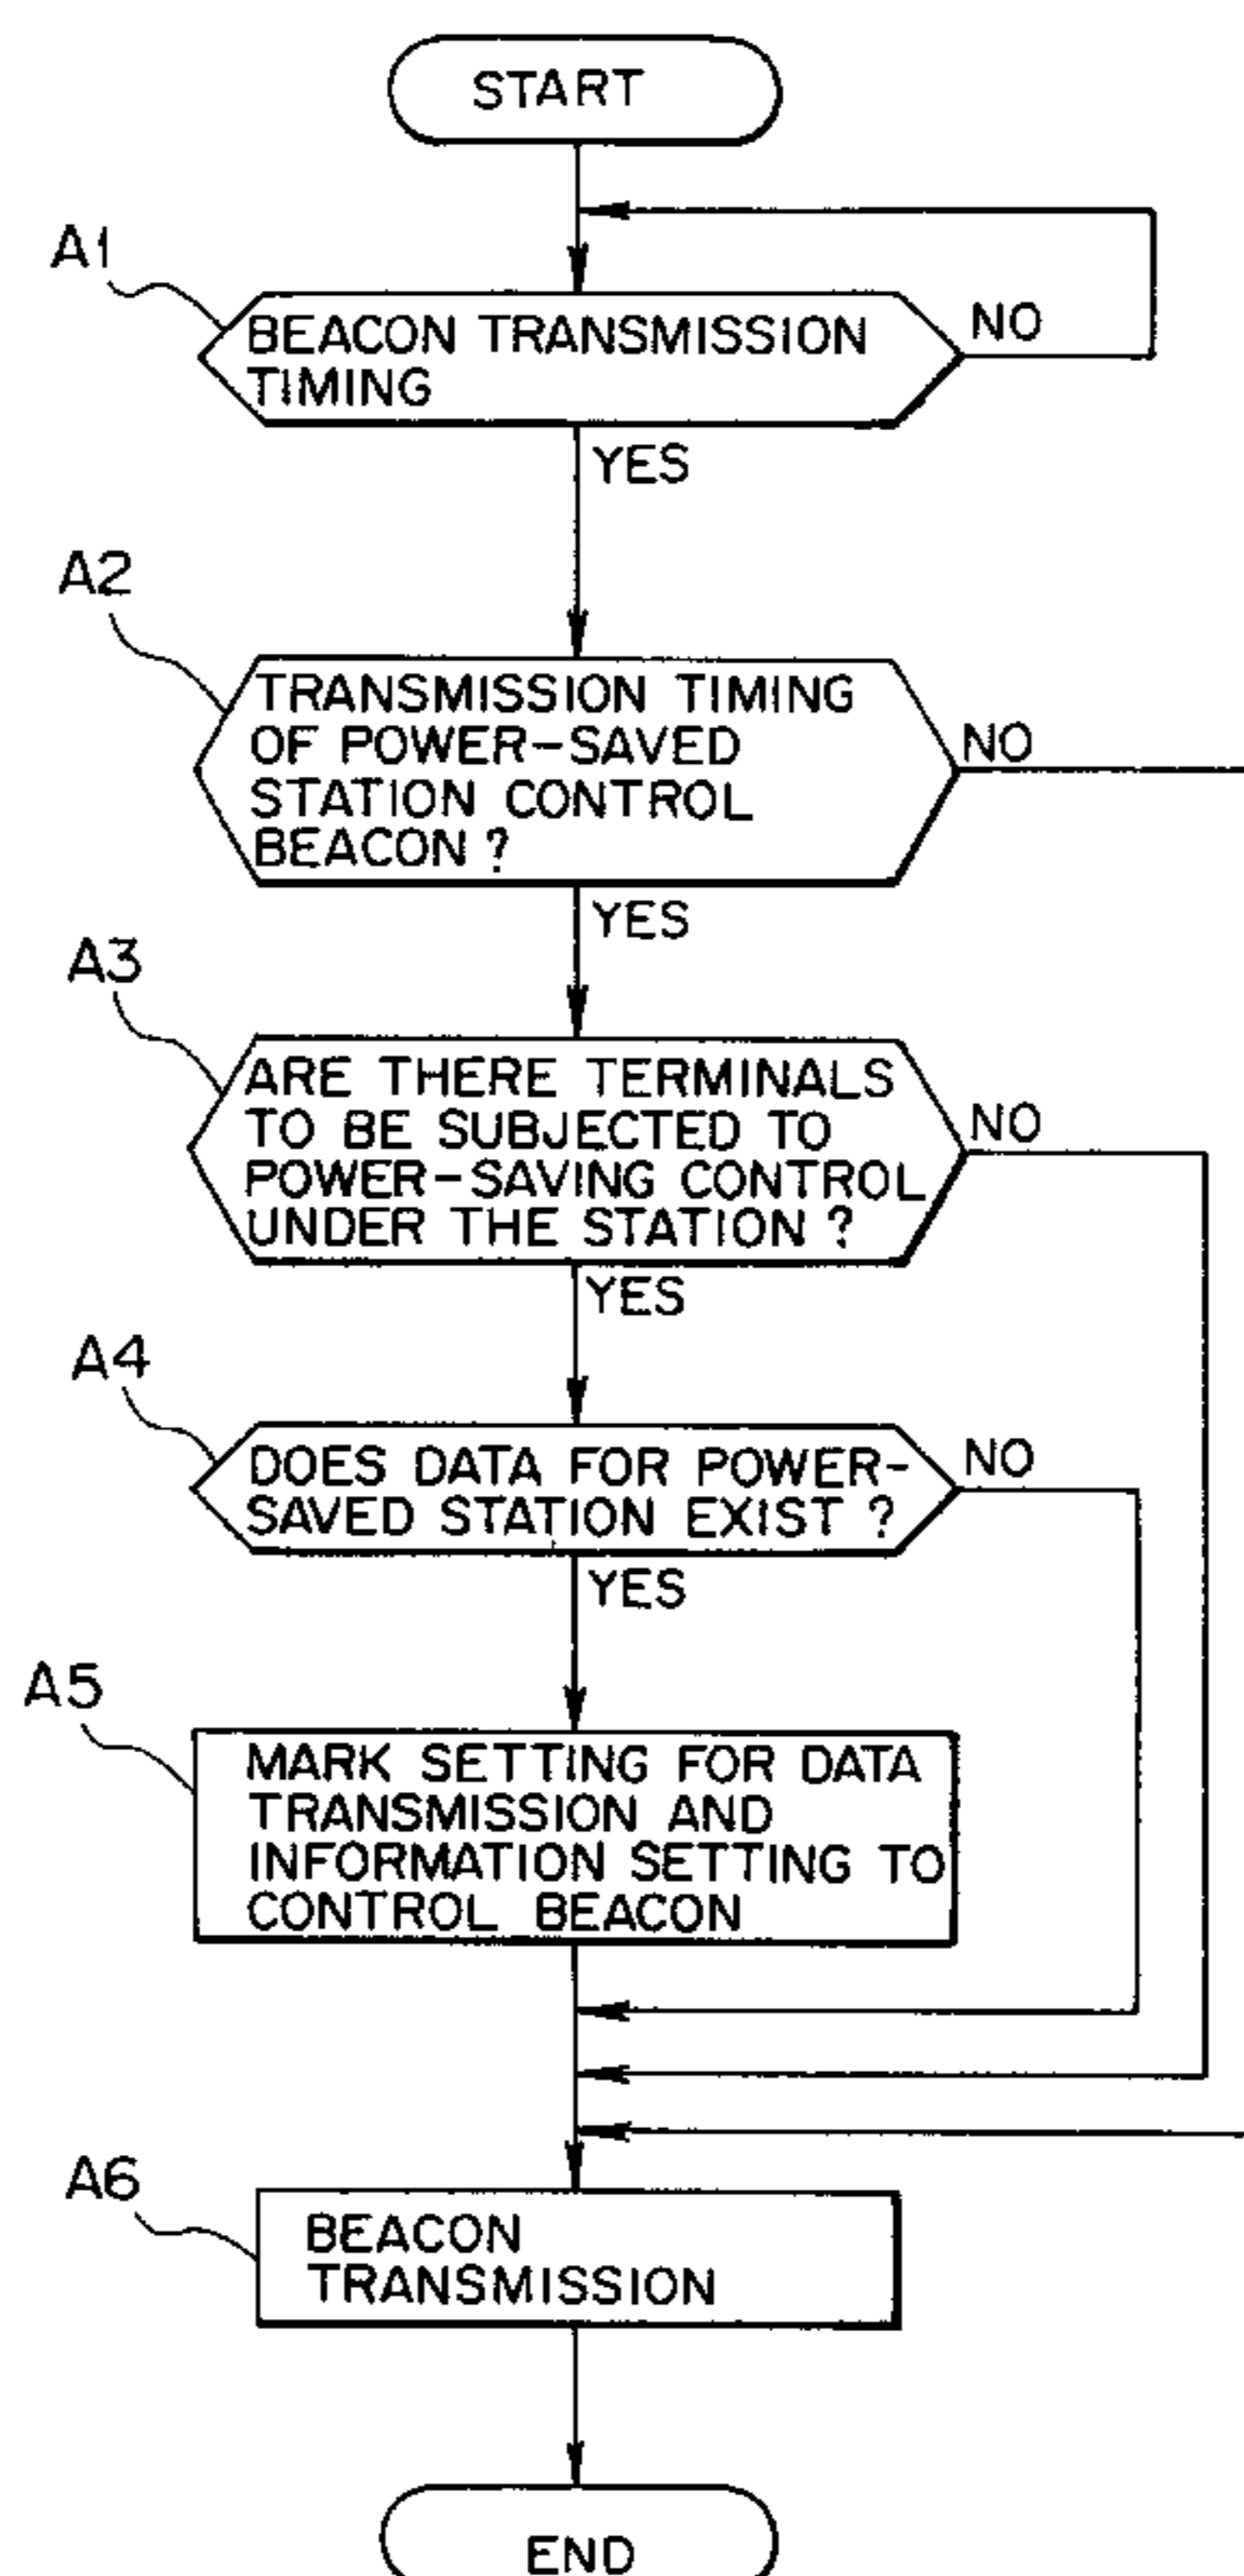 START
A1
BEACON TRANSMISSION
TIMING
NO
YES
A2
TRANSMISSION TIMING
OF POWER-SAVED
STATION CONTROL
BEACON ?
NO
YES
A3
ARE THERE TERMINALS
TO BE SUBJECTED TO
POWER-SAVING CONTROL
UNDER THE STATION ?
NO
YES
A4
DOES DATA FOR POWER-
SAVED STATION EXIST ?
NO
YES
A5
MARK SETTING FOR DATA
TRANSMISSION AND
INFORMATION SETTING TO
CONTROL BEACON
A6
BEACON
TRANSMISSION
END